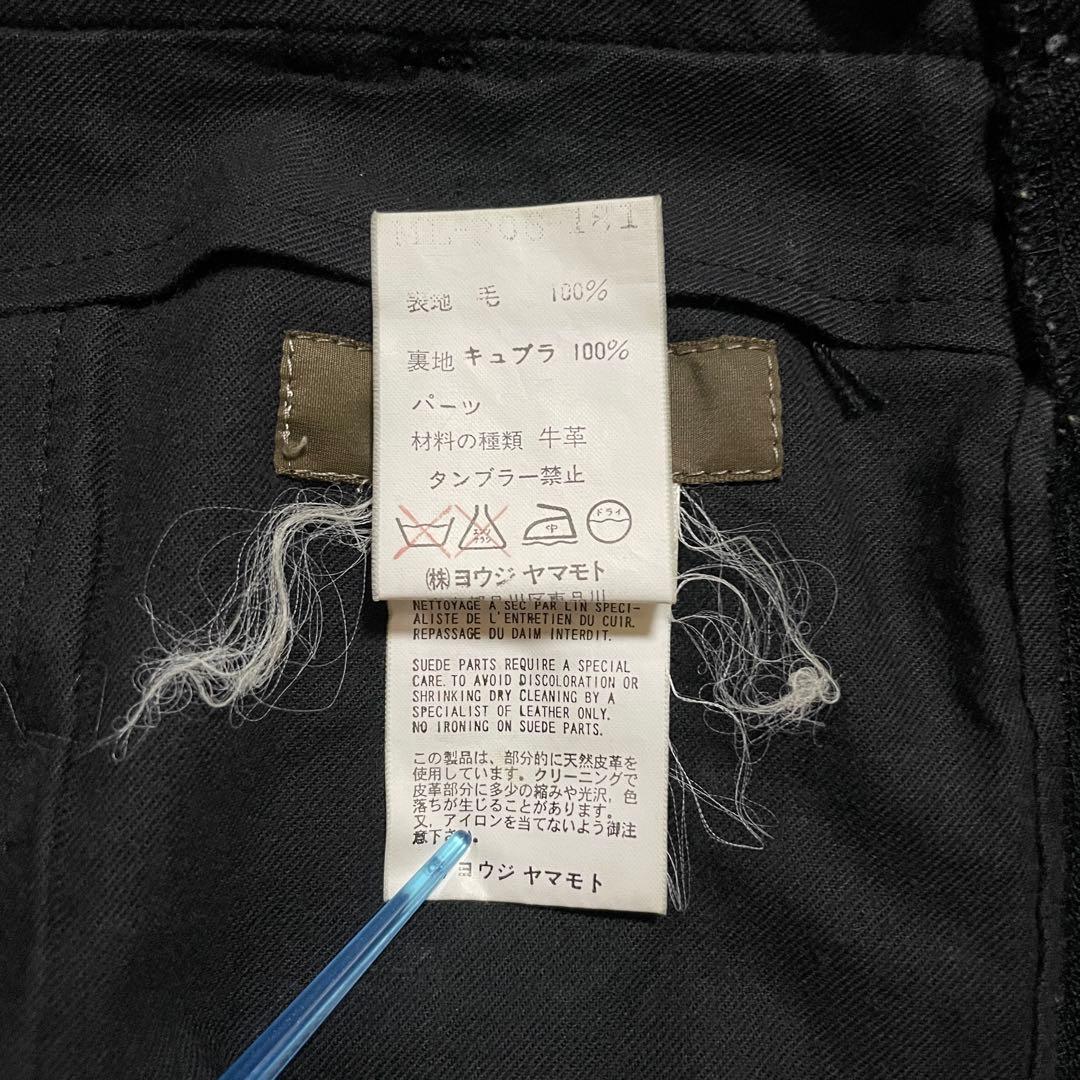 表地 毛 100%
裏地 キュプラ 100%
パーツ
材料の種類 牛革
タンブラー禁止
中
ドライ
㈱ヨウジ ヤマモト
NETTOYAGE A SEC PAR LIN SPECI-
ALISTE DE L'ENTRETIEN DU CUIR.
REPASSAGE DU DAIM INTERDIT.
SUEDE PARTS REQUIRE A SPECIAL
CARE. TO AVOID DISCOLORATION OR
SHRINKING DRY CLEANING BY A
SPECIALIST OF LEATHER ONLY.
NO IRONING ON SUEDE PARTS.
この製品は、部分的に天然皮革を
使用しています。クリーニングで
皮革部分に多少の縮みや光沢，色
落ちが生じることがあります。
又，アイロンを当てないよう御注
意下さ。
ヨウジ ヤマモト